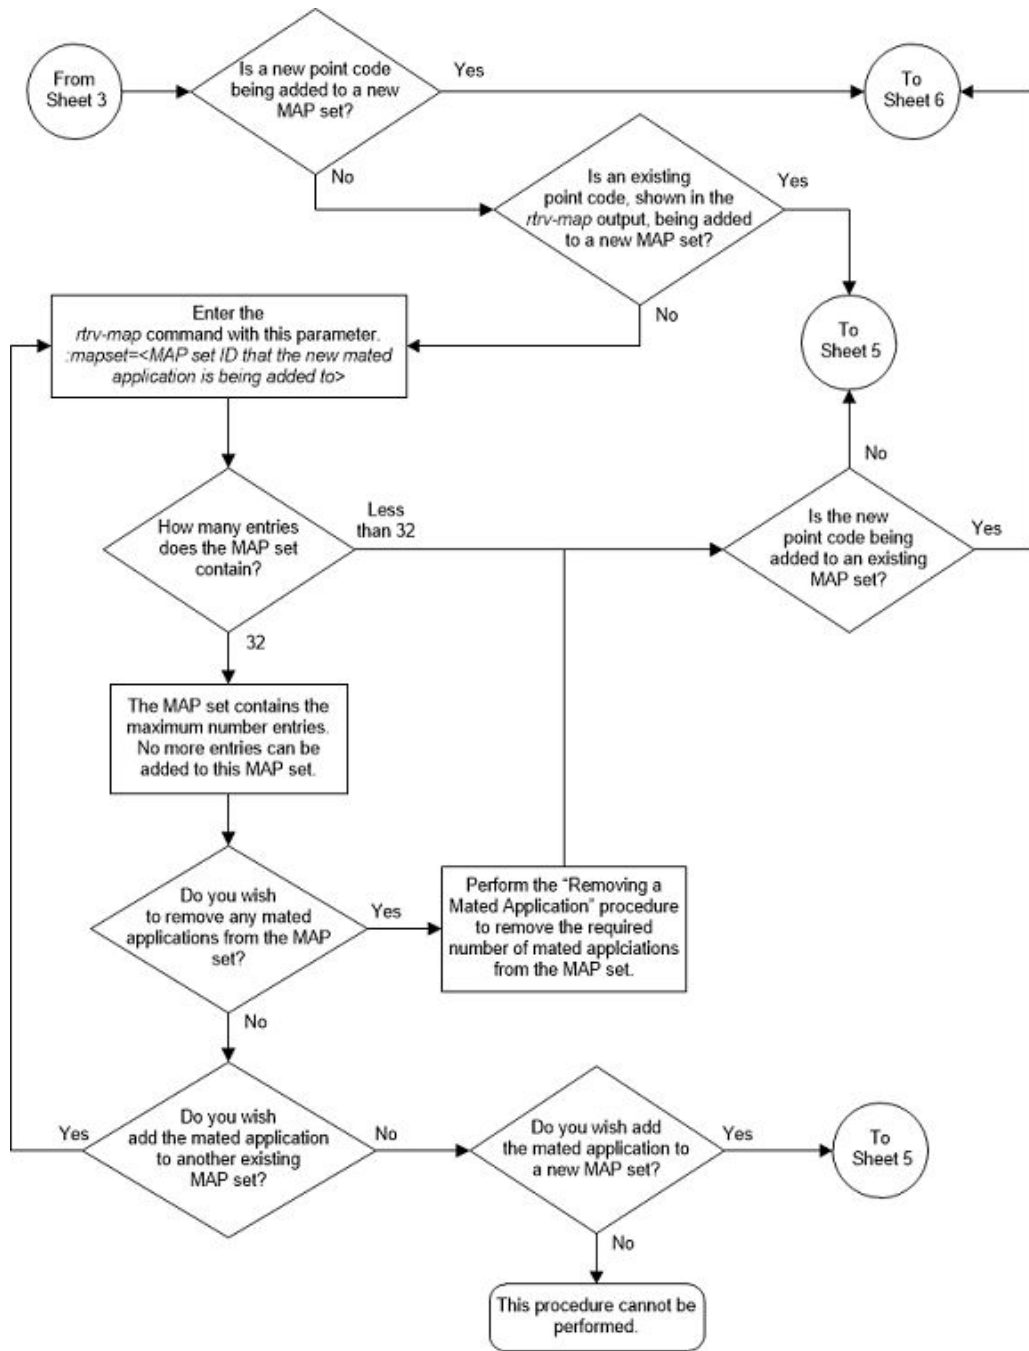 From
Sheet 3
Is a new point code
being added to a new
MAP set?
Yes
To
Sheet 6
No
Is an existing
point code, shown in the
rtrv-map output, being added
to a new MAP set?
Yes
No
To
Sheet 5
Enter the
rtrv-map command with this parameter.
:mapset=<MAP set ID that the new mated
application is being added to>
How many entries
does the MAP set
contain?
Less
than 32
No
Is the new
point code being
added to an existing
MAP set?
Yes
32
The MAP set contains the
maximum number entries.
No more entries can be
added to this MAP set.
Do you wish
to remove any mated
applications from the MAP
set?
Yes
Perform the “Removing a
Mated Application” procedure
to remove the required
number of mated applciations
from the MAP set.
No
Do you wish
add the mated application
to another existing
MAP set?
Yes
No
Do you wish add
the mated application to
a new MAP set?
Yes
To
Sheet 5
No
This procedure cannot be
performed.